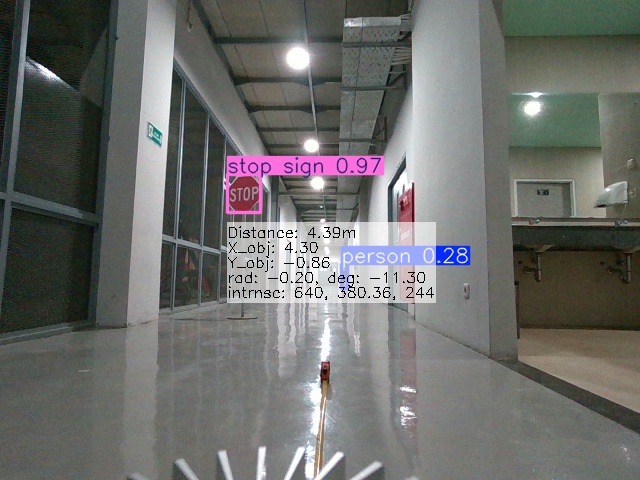 stop sign 0.97
STOP
Distance: 4.39m
X_obj: 4.30
Y_obj: -0.86
person 0.28
rad: -0.20, deg: -11.30
intrnsc: 640, 380.36, 244